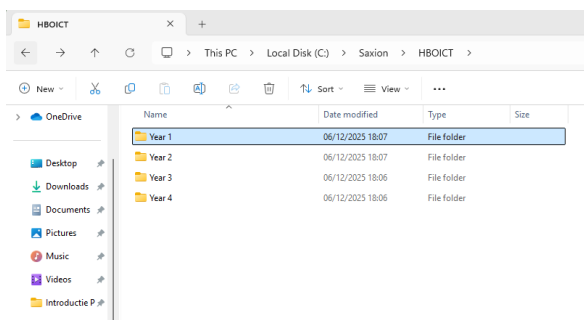 HBOICT
This PC > Local Disk (C:) > Saxion > HBOICT >
New Sort View
Name Date modified Type Size
OneDrive
Year 1 06/12/2025 18:07 File folder
Desktop Year 2 06/12/2025 18:07 File folder
Downloads Year 3 06/12/2025 18:06 File folder
Documents Year 4 06/12/2025 18:06 File folder
Pictures
Music
Videos
Introductie P